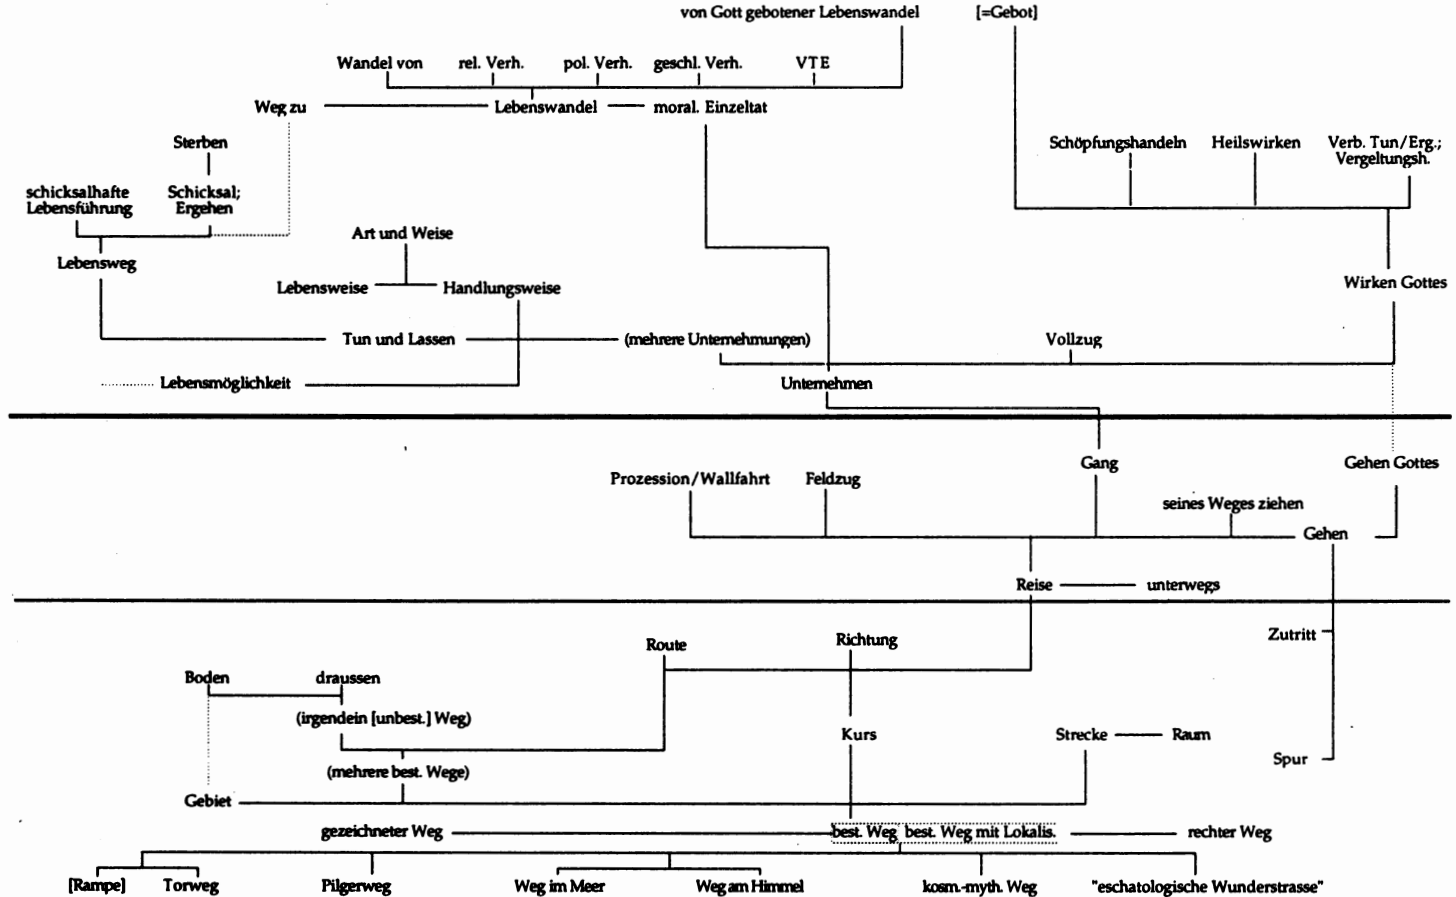 von Gott gebotener Lebenswandel [=Gebot]
Wandel von rel. Verh. pol. Verh. geschl. Verh. VTE
Weg zu Lebenswandel moral. Einzeltat
Sterben
Schöpfungshandeln Heilswirken Verb. Tun/Erg.;
Vergeltungsh.
schicksalhafte
Lebensführung
Schicksal;
Ergehen
Art und Weise
Lebensweg
Lebensweise Handlungsweise
Wirken Gottes
Tun und Lassen (mehrere Unternehmungen) Vollzug
Lebensmöglichkeit Unternehmen
Gang Gehen Gottes
Prozession/Wallfahrt Feldzug
seines Weges ziehen
Gehen
Reise unterwegs
Zutritt
Route Richtung
Boden draussen
(irgendein [unbest.] Weg)
Kurs Strecke Raum
Spur
(mehrere best. Wege)
Gebiet
gezeichneter Weg best. Weg best. Weg mit Lokalis. rechter Weg
[Rampe] Torweg Pilgerweg Weg im Meer Weg am Himmel kosm.-myth. Weg "eschatologische Wunderstrasse"